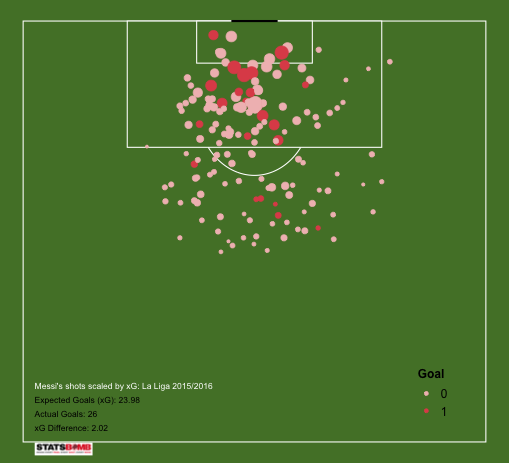 Goal
0
1
Messi's shots scaled by xG: La Liga 2015/2016
Expected Goals (xG): 23.98
Actual Goals: 26
xG Difference: 2.02
STATSBOMB